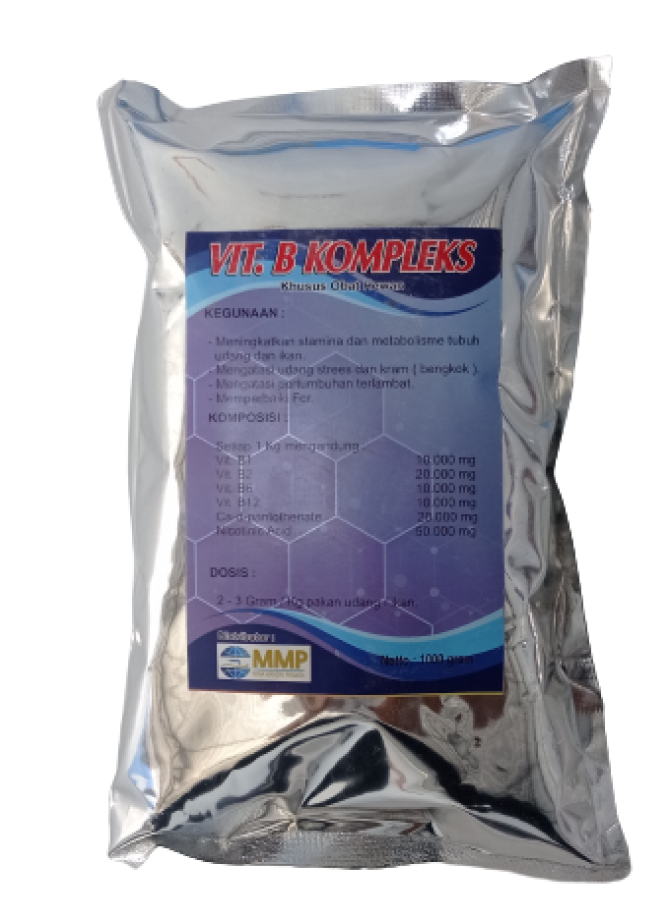 VIT. B KOMPLEKS
Khusus Obat Hewan
KEGUNAAN :
- Meningkatkan stamina dan metabolisme tubuh
udang dan ikan.
- Mengatasi udang strees dan kram ( bengkok ).
- Mengatasi pertumbuhan terlambat.
- Memperbaiki Fcr.
KOMPOSISI :
Setiap 1 Kg mengandung :
Vit. B1 10.000 mg
Vit. B2 20.000 mg
Vit. B6 10.000 mg
Vit. B12 10.000 mg
Ca-d-pantothenate 20.000 mg
Nicotinic Acid 50.000 mg
DOSIS :
2 - 3 Gram / Kg pakan udang / ikan.
Distributor :
MMP
Netto : 1000 gram